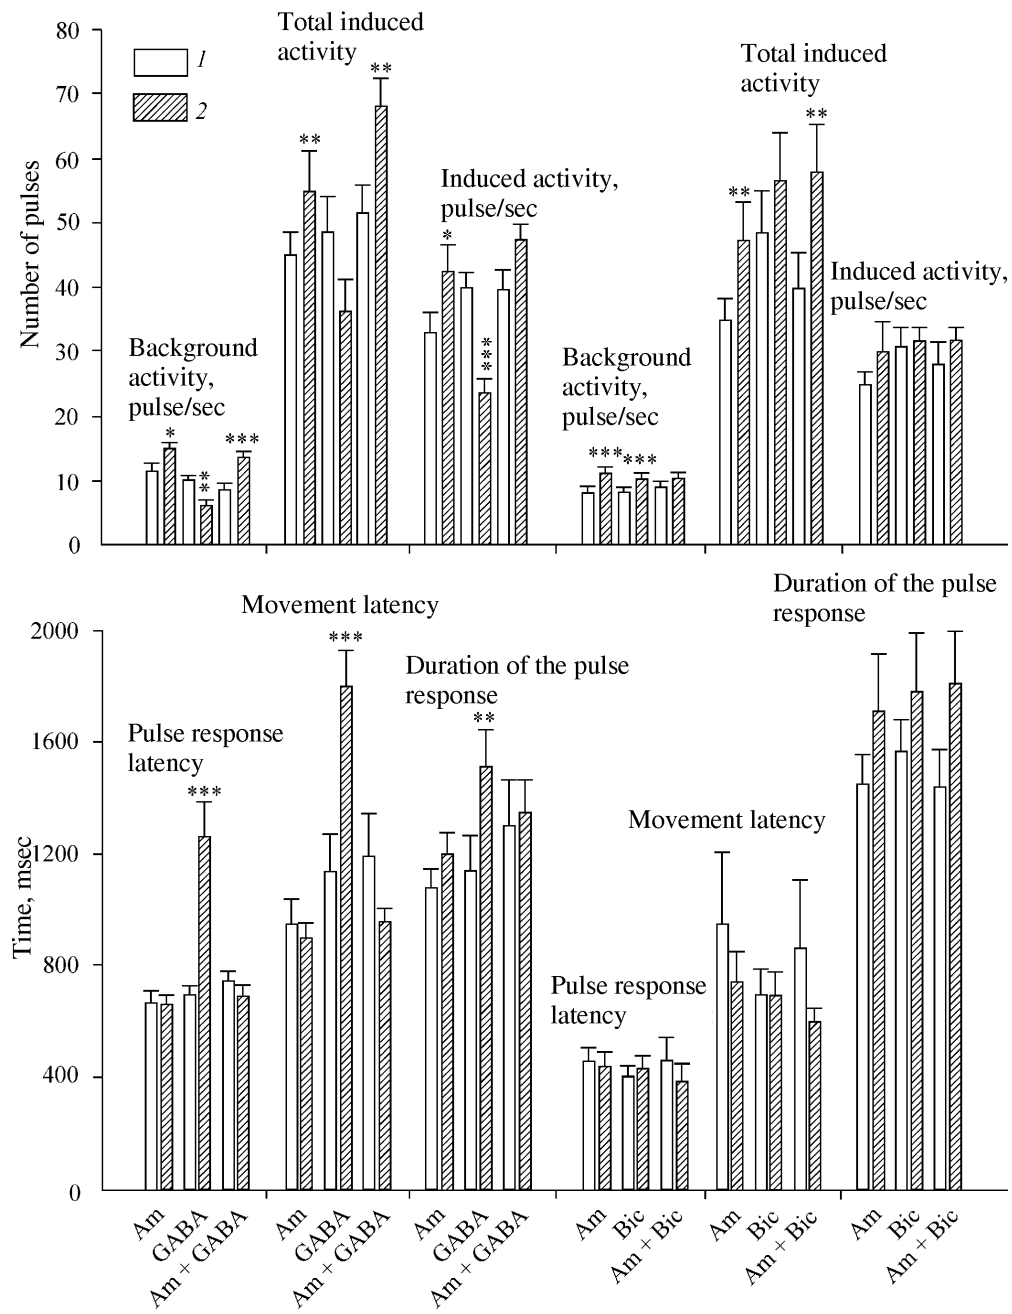 80
70
60
50
40
30
20
10
0
Number of pulses
1
2
Total induced
activity
**
**
Induced activity,
pulse/sec
*
***
Background
activity,
pulse/sec
*
**
***
Background
activity,
pulse/sec
***
***
Total induced
activity
**
**
Induced activity,
pulse/sec
2000
1600
1200
800
400
0
Time, msec
Pulse response
latency
***
Movement latency
***
Duration of the pulse
response
**
Pulse response
latency
Movement latency
Duration of the pulse
response
Am
GABA
Am + GABA
Am
GABA
Am + GABA
Am
GABA
Am + GABA
Am
Bic
Am + Bic
Am
Bic
Am + Bic
Am
Bic
Am + Bic